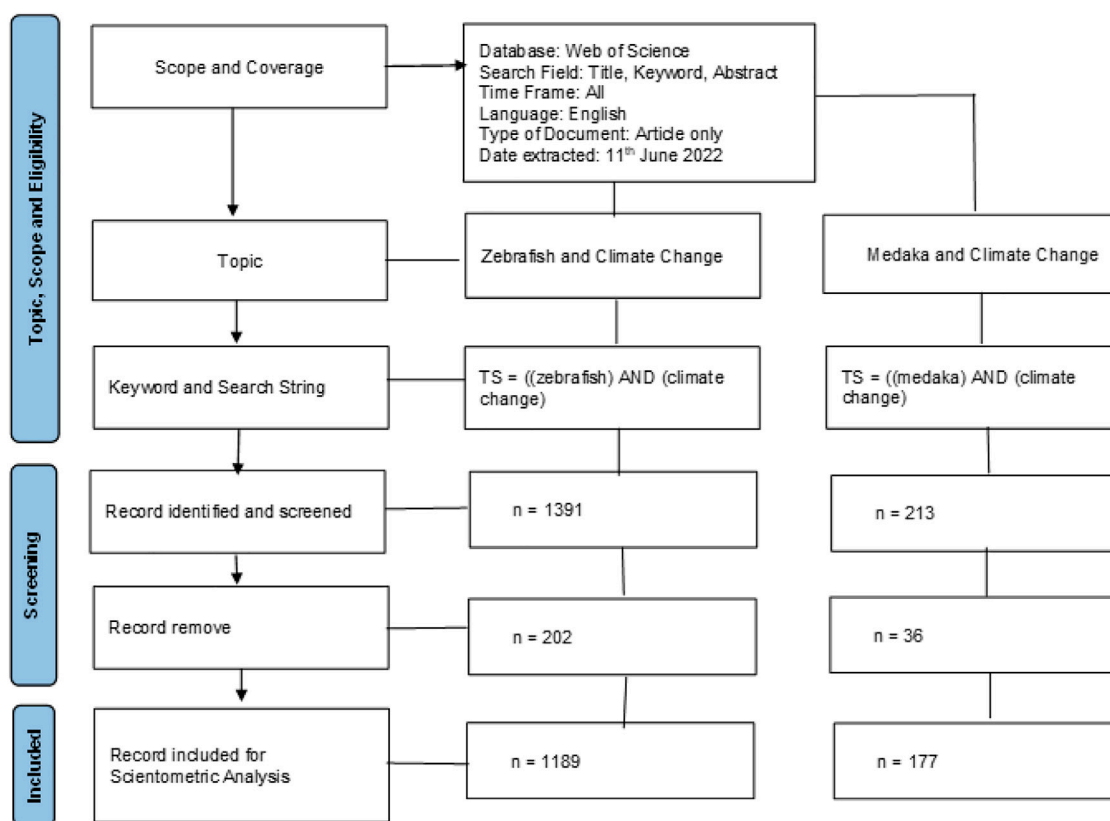 Topic, Scope and Eligibility
Scope and Coverage
Database: Web of Science
Search Field: Title, Keyword, Abstract
Time Frame: All
Language: English
Type of Document: Article only
Date extracted: 11th June 2022
Topic
Zebrafish and Climate Change
Medaka and Climate Change
Keyword and Search String
TS = ((zebrafish) AND (climate
change)
TS = ((medaka) AND (climate
change)
Screening
Record identified and screened
n = 1391
n = 213
Record remove
n = 202
n = 36
Included
Record included for
Scientometric Analysis
n = 1189
n = 177